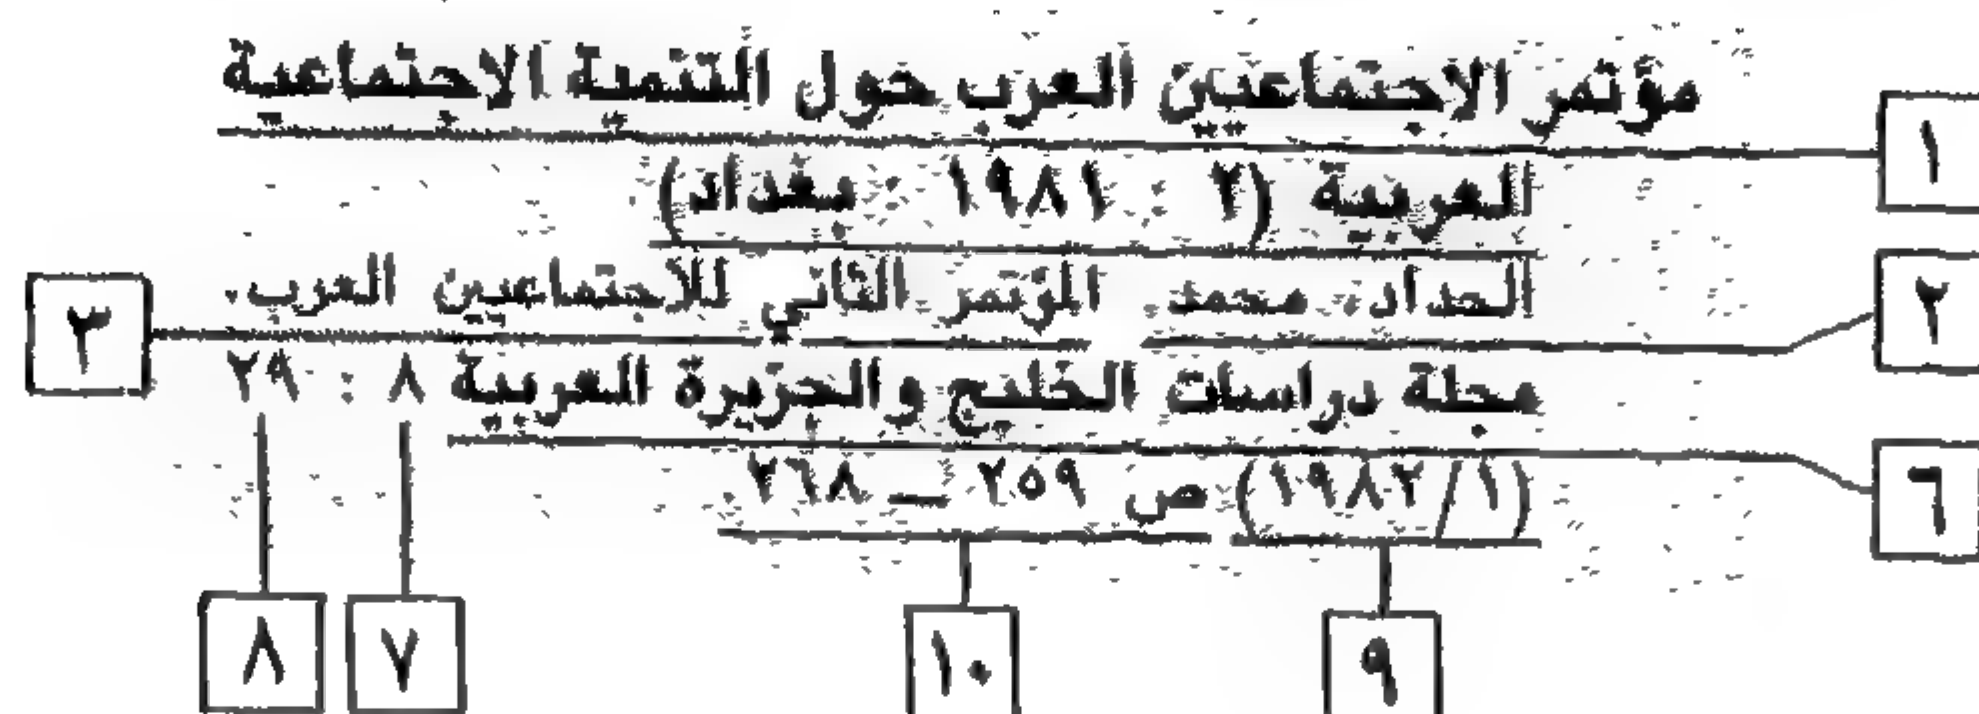 مؤتمر الاجتماعيين العرب حول التنمية الاجتماعية
١
العربية (٢ : ١٩٨١ : بغداد)
الحداد، محمد. المؤتمر الثاني للاجتماعيين العرب.
٢
٣
مجلة دراسات الخليج والجزيرة العربية ٨ : ٢٩
٦
(١/١٩٨٢) ص ٢٥٩ – ٢٦٨.
٩
١٠
٧
٨